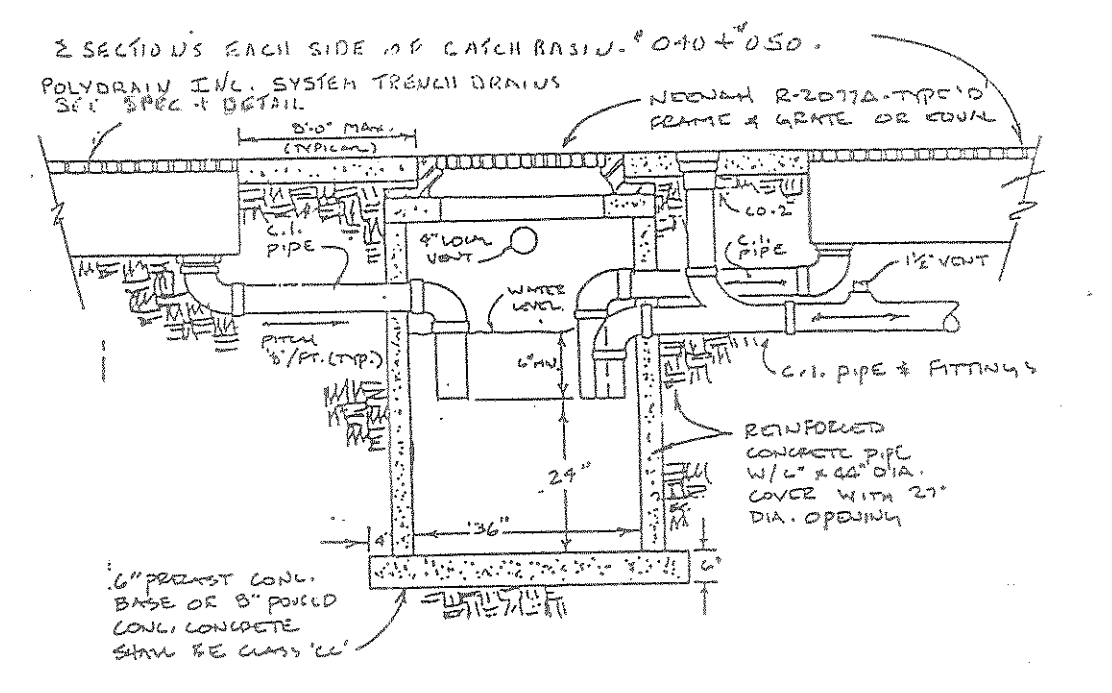 2 SECTION'S EACH SIDE OF CATCH BASIN. #040 + #050.
POLYDRAIN INC. SYSTEM TRENCH DRAINS
SEE SPEC + DETAIL
NEENAH R-2077A-TYPE 'D'
FRAME & GRATE OR EQUAL
8'-0" MAX.
(TYPICAL)
C.I.
PIPE
4" LOCAL
VENT
CO.2"
C.I.
PIPE
1½" VENT
WATER
LEVEL
PITCH
1/8"/FT. (TYP.)
6" MIN.
C.I. PIPE & FITTINGS
REINFORCED
CONCRETE PIPE
W/6" X 44" DIA.
COVER WITH 27"
DIA. OPENING
24"
36"
4"
6"
6" PRECAST CONC.
BASE OR 8" POURED
CONC. CONCRETE
SHALL BE CLASS 'CC'